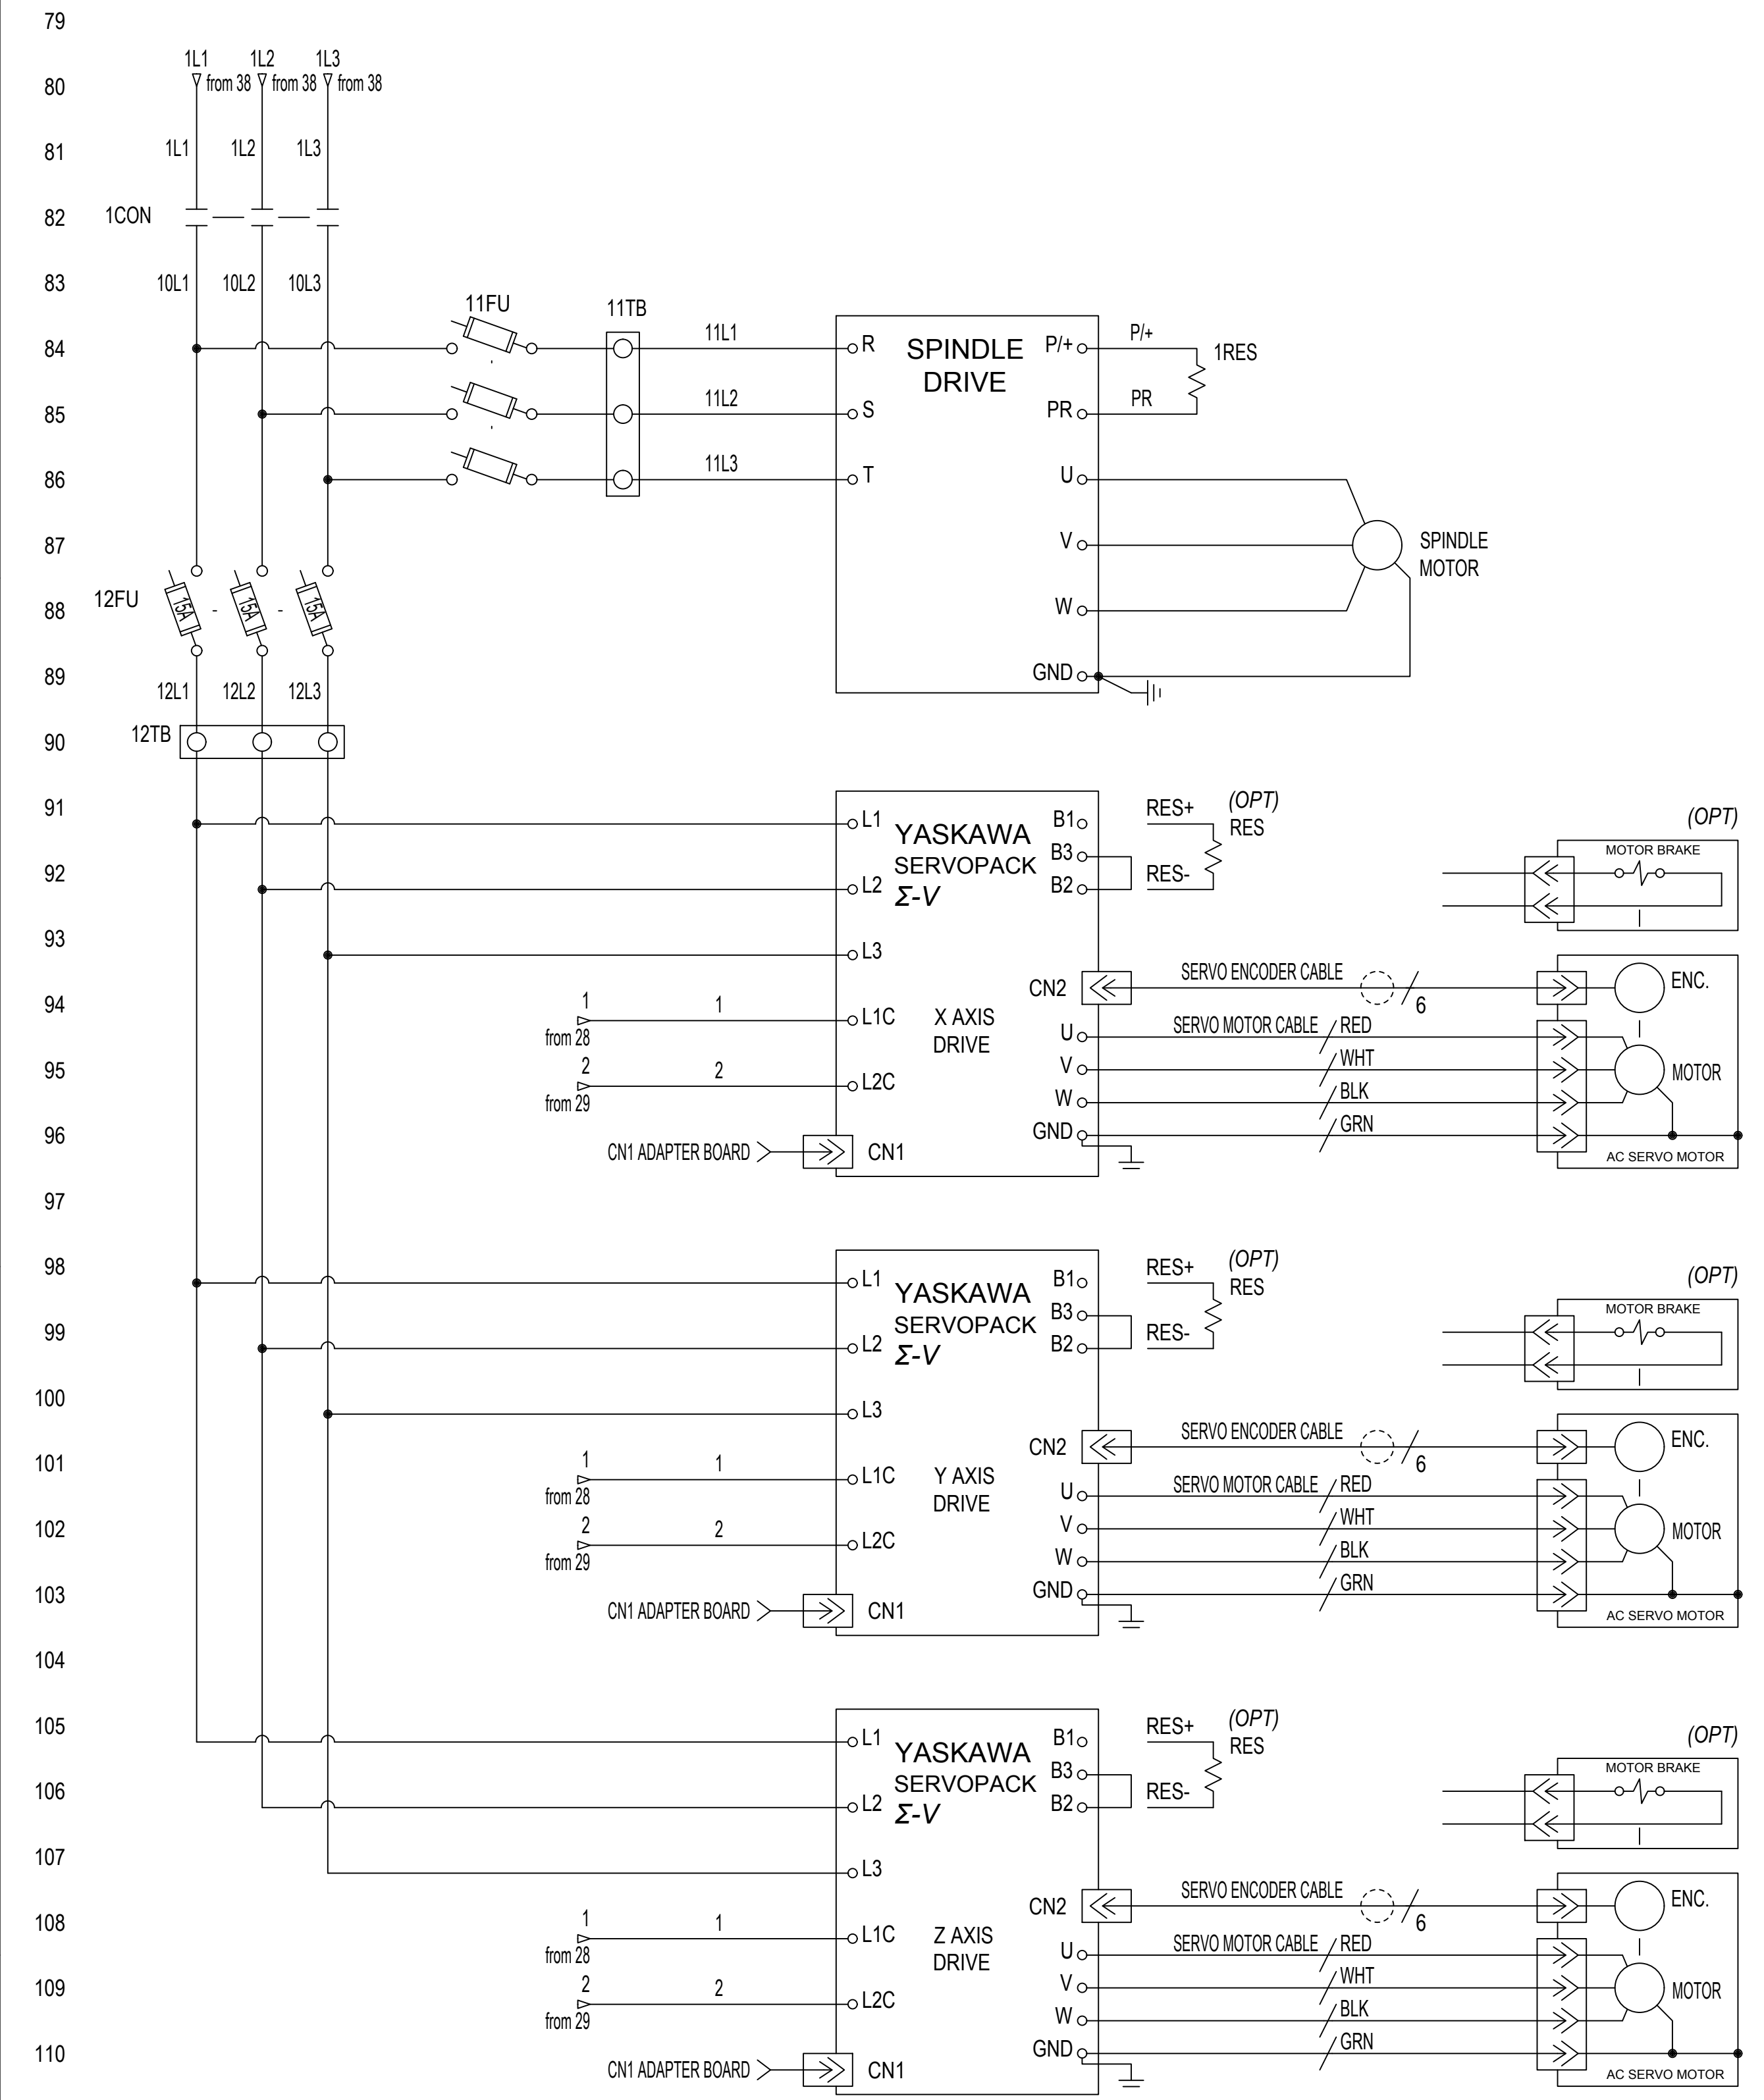 79
1L1 1L2 1L3
80 from 38 from 38 from 38
81 1L1 1L2 1L3
82 1CON
83 10L1 10L2 10L3
11FU 11TB
84 11L1 R SPINDLE P/+ P/+ 1RES
DRIVE
85 11L2 S PR PR
86 11L3 T U
87 V SPINDLE
MOTOR
88 12FU 15A 15A 15A W
89 GND
12L1 12L2 12L3
90 12TB
91 L1 YASKAWA B1 RES+ (OPT) (OPT)
RES
SERVOPACK B3 MOTOR BRAKE
92 L2 Σ-V B2 RES-
93 L3
SERVO ENCODER CABLE ENC.
CN2 6
94 1 1 L1C X AXIS
from 28 DRIVE U SERVO MOTOR CABLE RED
95 2 2 L2C V WHT MOTOR
from 29 W BLK
96 GND GRN
CN1 ADAPTER BOARD CN1 AC SERVO MOTOR
97
98 L1 YASKAWA B1 RES+ (OPT) (OPT)
RES
SERVOPACK B3 MOTOR BRAKE
99 L2 Σ-V B2 RES-
100 L3
SERVO ENCODER CABLE ENC.
CN2 6
101 1 1 L1C Y AXIS
from 28 DRIVE U SERVO MOTOR CABLE RED
102 2 2 L2C V WHT MOTOR
from 29 W BLK
103 GND GRN
CN1 ADAPTER BOARD CN1 AC SERVO MOTOR
104
105 L1 YASKAWA B1 RES+ (OPT) (OPT)
RES
SERVOPACK B3 MOTOR BRAKE
106 L2 Σ-V B2 RES-
107 L3
SERVO ENCODER CABLE ENC.
CN2 6
108 1 1 L1C Z AXIS
from 28 DRIVE U SERVO MOTOR CABLE RED
109 2 2 L2C V WHT MOTOR
from 29 W BLK
110 GND GRN
CN1 ADAPTER BOARD CN1 AC SERVO MOTOR